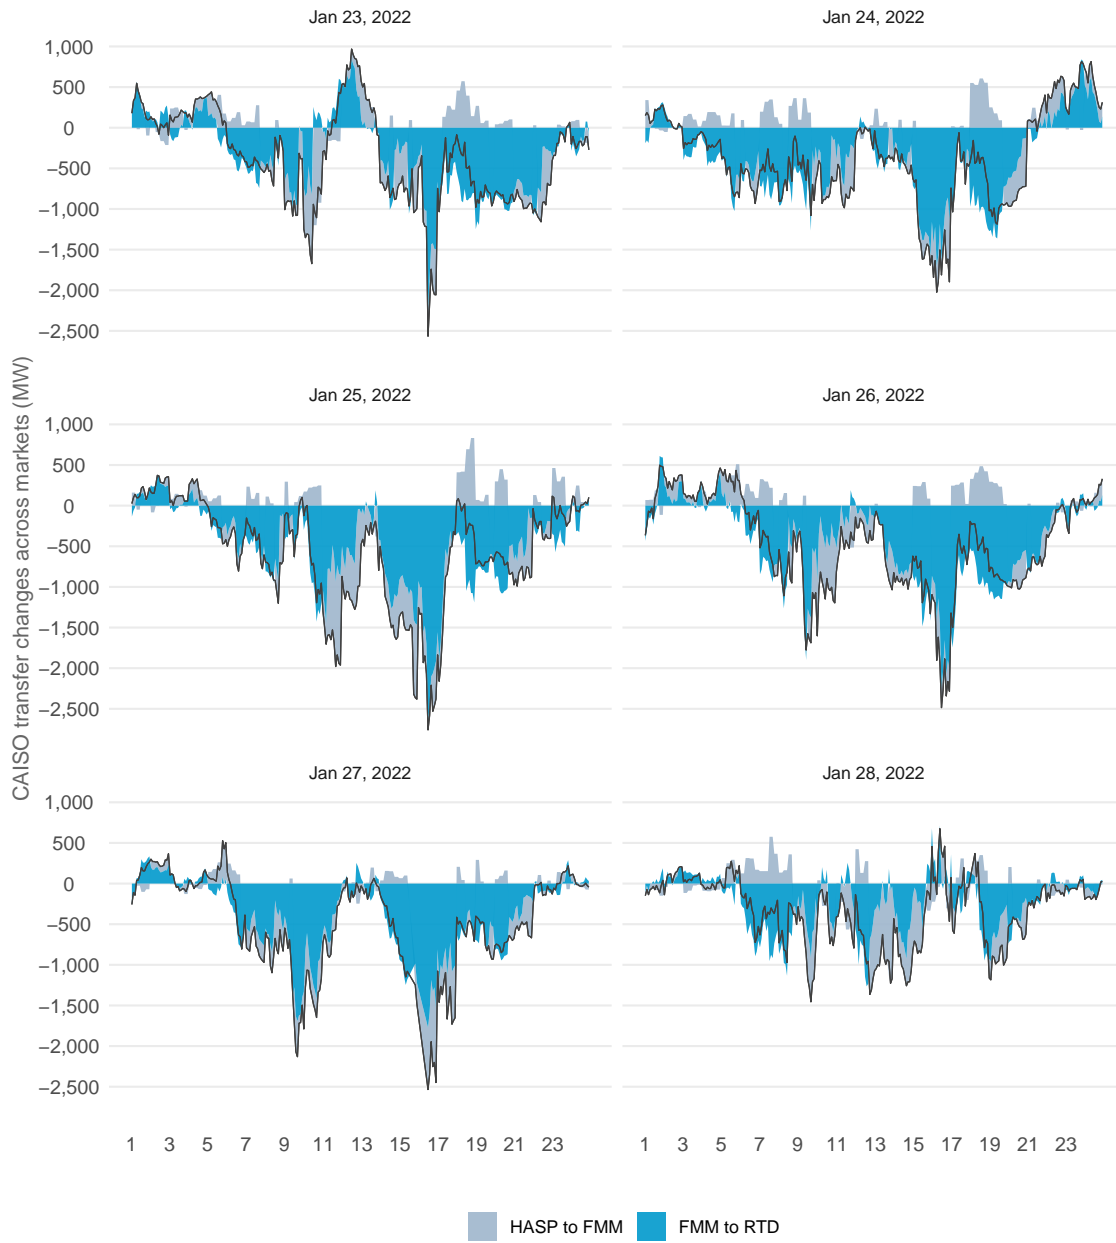 Jan 23, 2022
Jan 24, 2022
1,000
500
0
−500
−1,000
−1,500
−2,000
−2,500
Jan 25, 2022
Jan 26, 2022
1,000
500
0
−500
−1,000
−1,500
−2,000
−2,500
CAISO transfer changes across markets (MW)
Jan 27, 2022
Jan 28, 2022
1,000
500
0
−500
−1,000
−1,500
−2,000
−2,500
1 3 5 7 9 11 13 15 17 19 21 23
1 3 5 7 9 11 13 15 17 19 21 23
HASP to FMM FMM to RTD